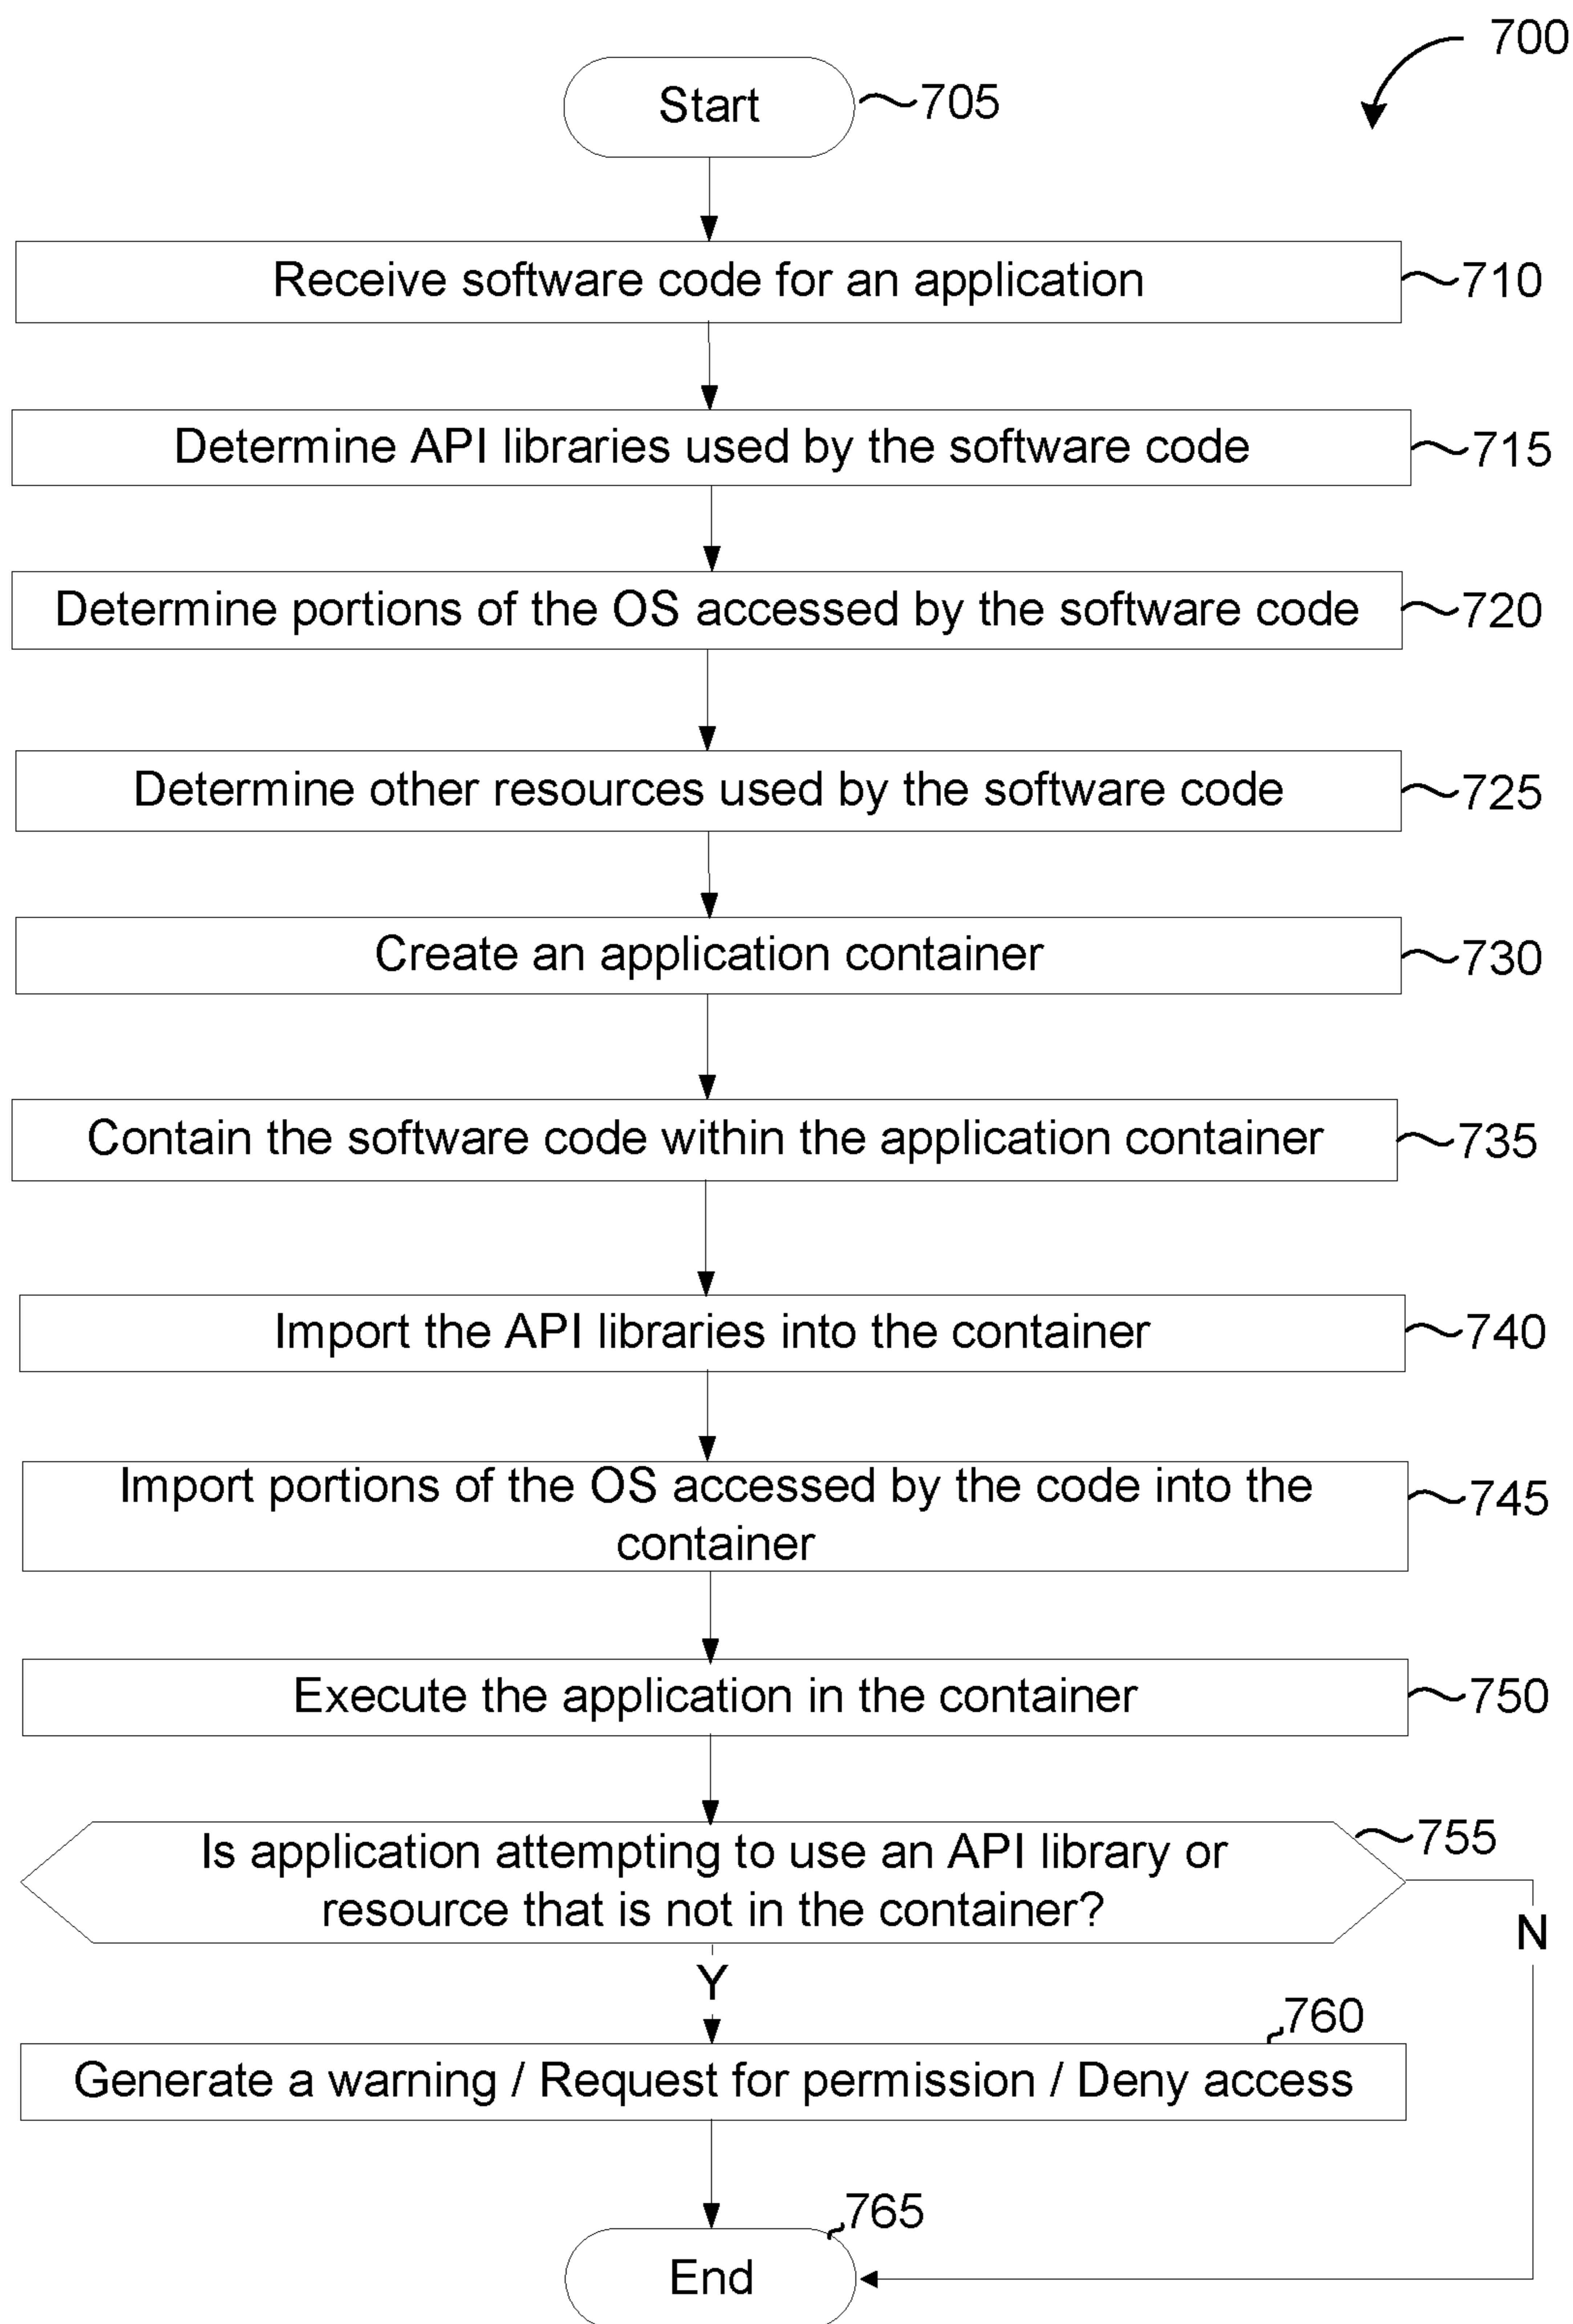 700
Start
705
Receive software code for an application
710
Determine API libraries used by the software code
715
Determine portions of the OS accessed by the software code
720
Determine other resources used by the software code
725
Create an application container
730
Contain the software code within the application container
735
Import the API libraries into the container
740
Import portions of the OS accessed by the code into the
container
745
Execute the application in the container
750
Is application attempting to use an API library or
resource that is not in the container?
755
N
Y
760
Generate a warning / Request for permission / Deny access
765
End